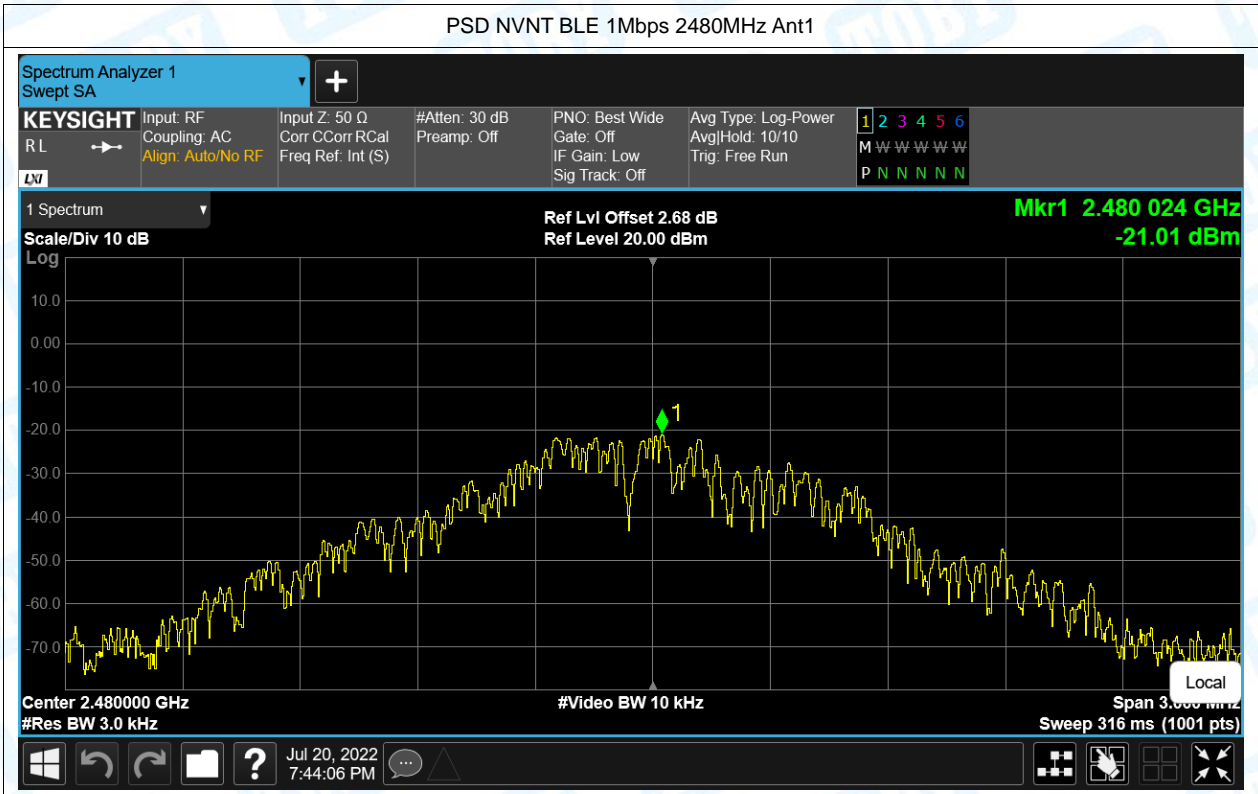 PSD NVNT BLE 1Mbps 2480MHz Ant1
Spectrum Analyzer 1
Swept SA
KEYSIGHT
RL
LXI
Input: RF
Coupling: AC
Align: Auto/No RF
Input Z: 50 Ω
Corr CCorr RCal
Freq Ref: Int (S)
#Atten: 30 dB
Preamp: Off
PNO: Best Wide
Gate: Off
IF Gain: Low
Sig Track: Off
Avg Type: Log-Power
Avg|Hold: 10/10
Trig: Free Run
1 2 3 4 5 6
M W W W W W
P N N N N N
1 Spectrum
Scale/Div 10 dB
Ref Lvl Offset 2.68 dB
Ref Level 20.00 dBm
Mkr1 2.480 024 GHz
-21.01 dBm
Log
10.0
0.00
-10.0
1
-20.0
-30.0
-40.0
-50.0
-60.0
-70.0
Local
Center 2.480000 GHz
#Video BW 10 kHz
Span 3.000 MHz
#Res BW 3.0 kHz
Sweep 316 ms (1001 pts)
?
Jul 20, 2022
7:44:06 PM